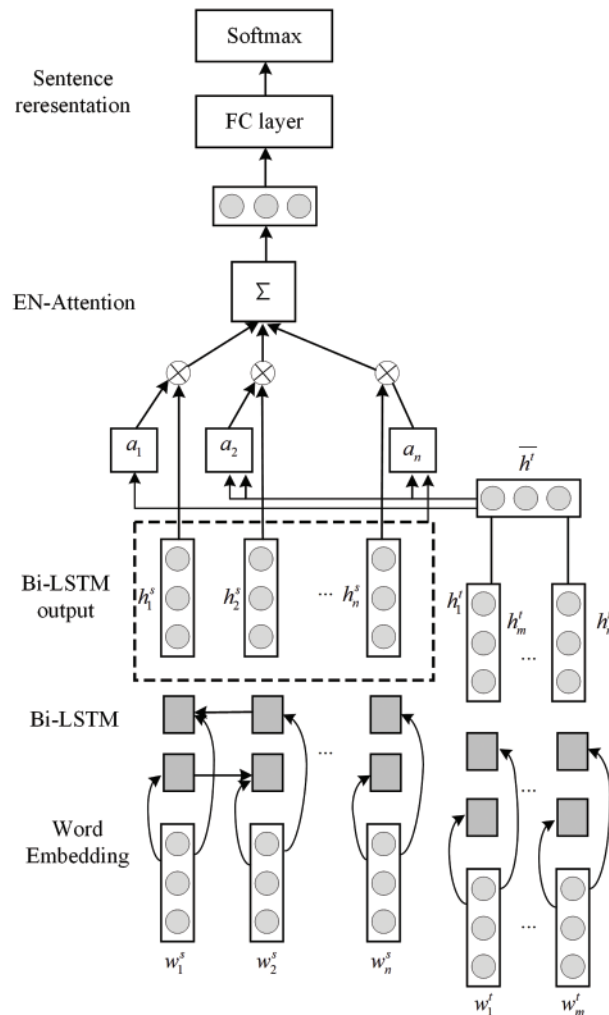 Softmax
Sentence
reresentation
FC layer
Σ
EN-Attention
a₁
a₂
aₙ
h̅ᵗ
Bi-LSTM
output
h₁ˢ
h₂ˢ
...
hₙˢ
h₁ᵗ
hₘᵗ
...
Bi-LSTM
...
...
Word
Embedding
...
...
w₁ˢ
w₂ˢ
wₙˢ
w₁ᵗ
wₘᵗ